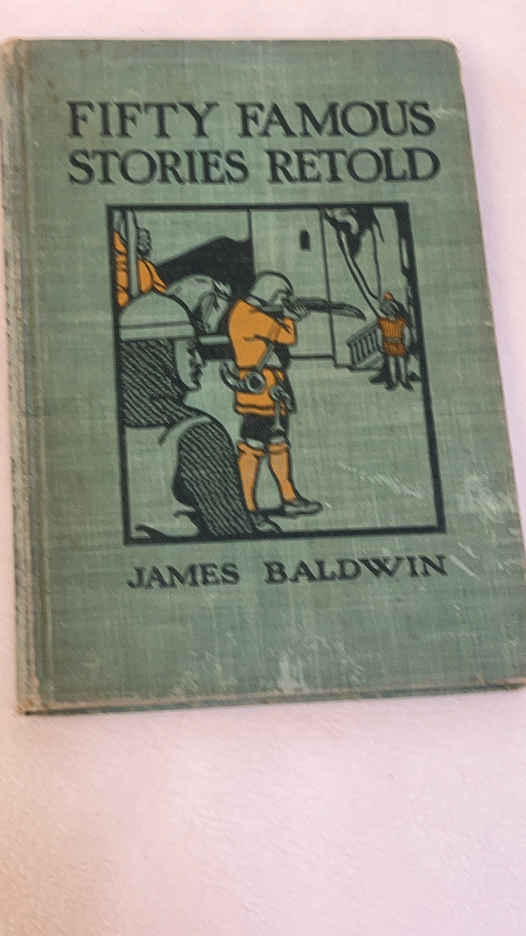 FIFTY FAMOUS
STORIES RETOLD
JAMES BALDWIN